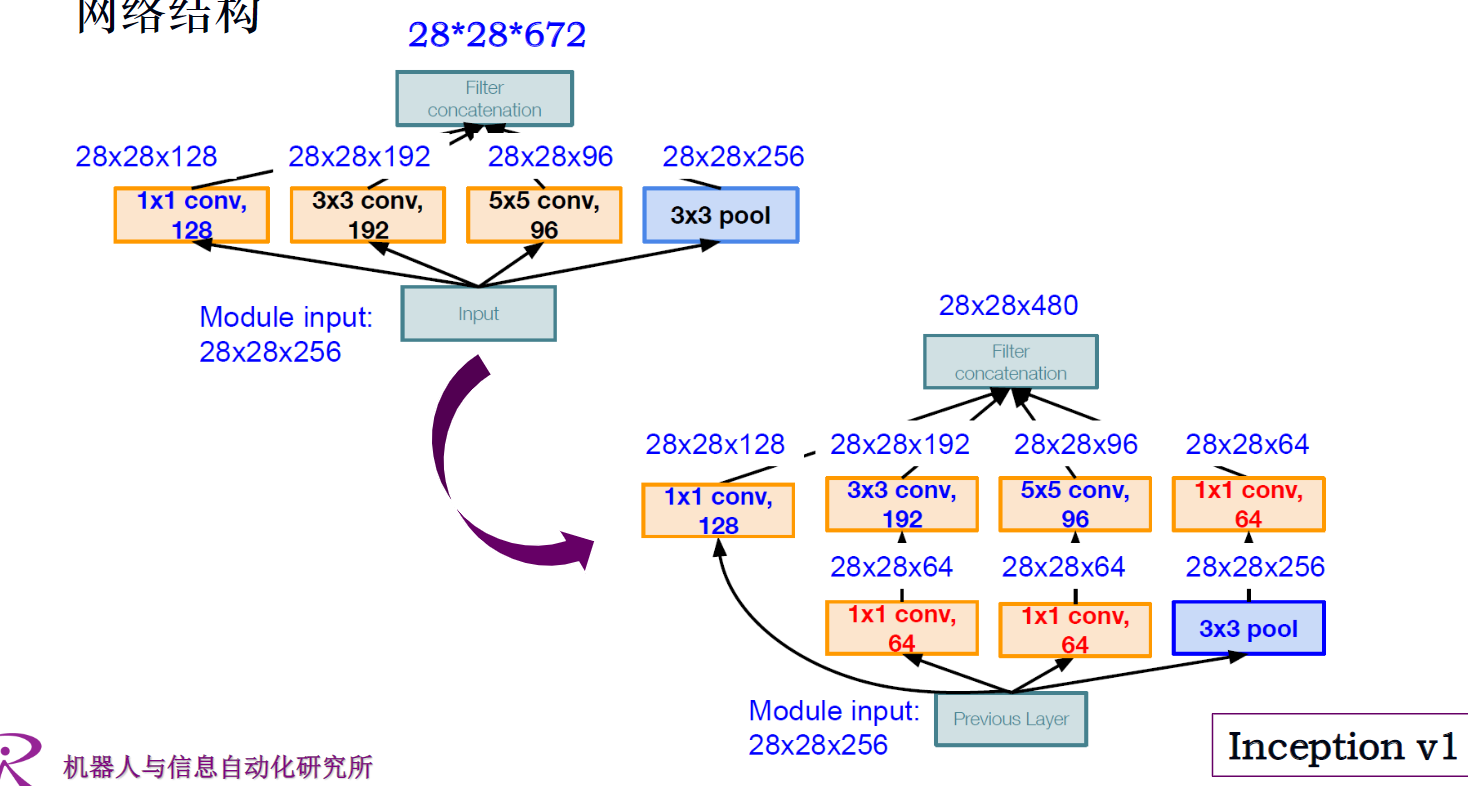 网络结构
28*28*672
Filter
concatenation
28x28x128
28x28x192
28x28x96
28x28x256
1x1 conv,
128
3x3 conv,
192
5x5 conv,
96
3x3 pool
Module input:
28x28x256
Input
28x28x480
Filter
concatenation
28x28x128
28x28x192
28x28x96
28x28x64
1x1 conv,
128
3x3 conv,
192
5x5 conv,
96
1x1 conv,
64
28x28x64
28x28x64
28x28x256
1x1 conv,
64
1x1 conv,
64
3x3 pool
Module input:
28x28x256
Previous Layer
Inception v1
机器人与信息自动化研究所